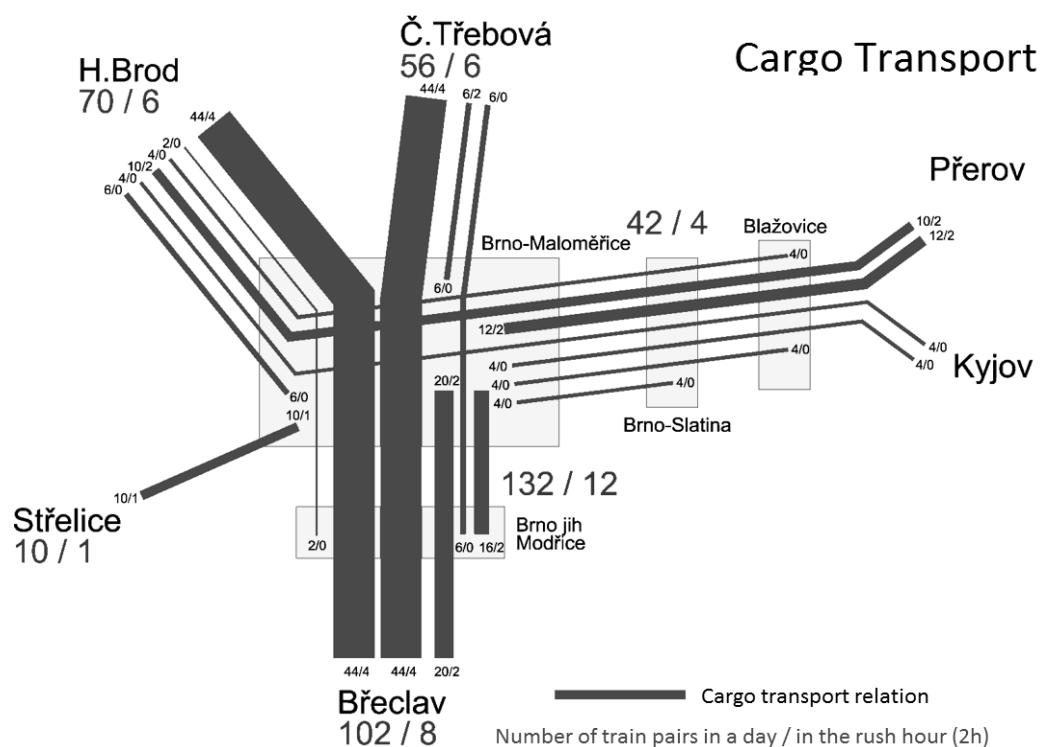 Cargo Transport
Č.Třebová
56 / 6
H.Brod
70 / 6
44/4
6/2
6/0
44/4
2/0
4/0
10/2
4/0
6/0
Přerov
10/2
12/2
42 / 4
Blažovice
Brno-Maloměřice
4/0
6/0
12/2
4/0
4/0
4/0
Kyjov
4/0
4/0
4/0
20/2
4/0
4/0
6/0
10/1
Brno-Slatina
132 / 12
10/1
Střelice
10 / 1
Brno jih
Modřice
2/0
6/0
16/2
44/4
44/4
20/2
Břeclav
102 / 8
Cargo transport relation
Number of train pairs in a day / in the rush hour (2h)